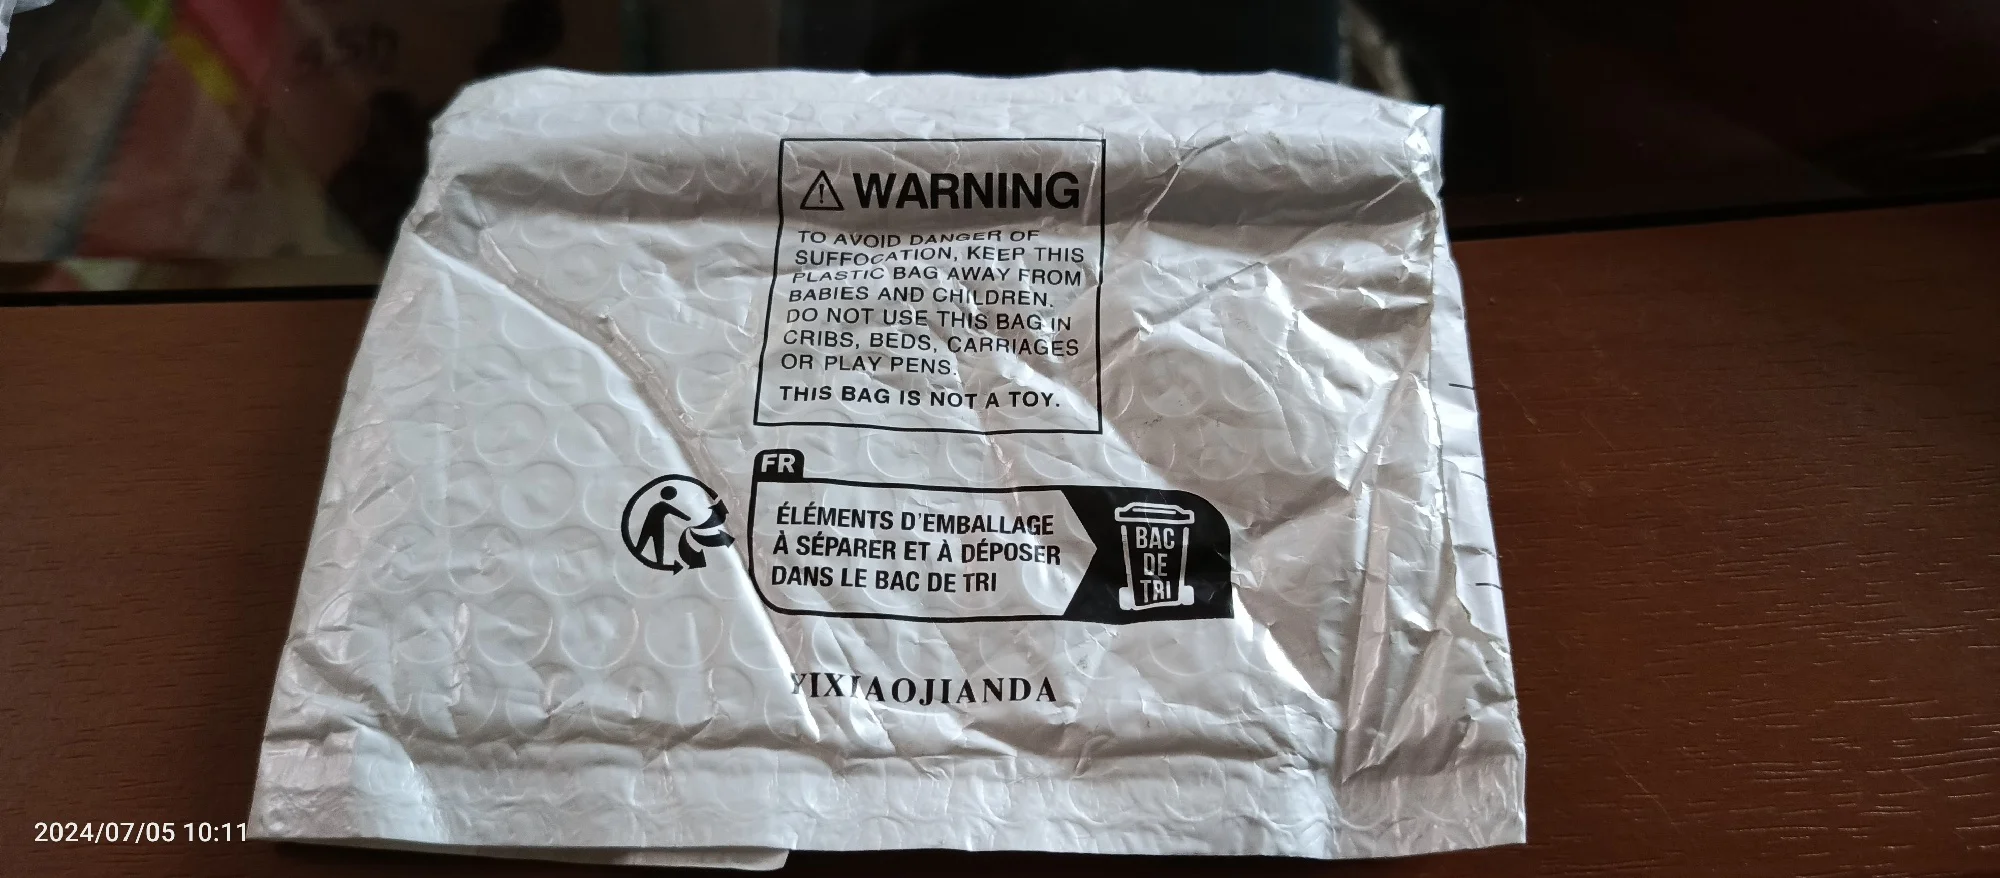 WARNING
TO AVOID DANGER OF
SUFFOCATION, KEEP THIS
PLASTIC BAG AWAY FROM
BABIES AND CHILDREN.
DO NOT USE THIS BAG IN
CRIBS, BEDS, CARRIAGES
OR PLAY PENS.
THIS BAG IS NOT A TOY.
FR
ÉLÉMENTS D'EMBALLAGE
À SÉPARER ET À DÉPOSER
DANS LE BAC DE TRI
BAC
DE
TRI
YIXIAOJIANDA
2024/07/05 10:11